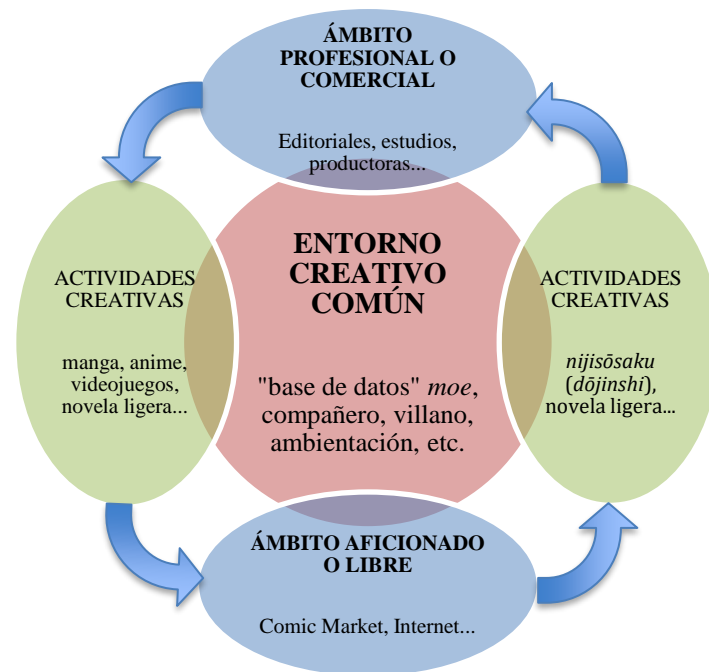 ÁMBITO
PROFESIONAL O
COMERCIAL
Editoriales, estudios,
productoras...
ACTIVIDADES
CREATIVAS
manga, anime,
videojuegos,
novela ligera...
ENTORNO
CREATIVO
COMÚN
"base de datos" moe,
compañero, villano,
ambientación, etc.
ACTIVIDADES
CREATIVAS
nijisōsaku
(dōjinshi),
novela ligera...
ÁMBITO AFICIONADO
O LIBRE
Comic Market, Internet...